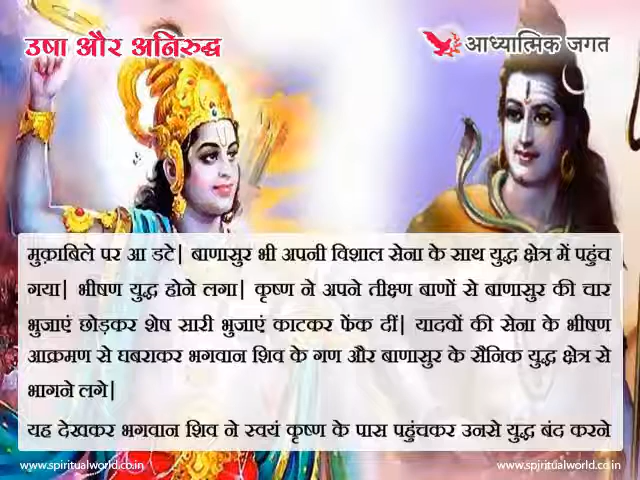 उषा और अनिरुद्ध
आध्यात्मिक जगत
मुक़ाबिले पर आ डटे| बाणासुर भी अपनी विशाल सेना के साथ युद्ध क्षेत्र में पहुंच
गया| भीषण युद्ध होने लगा| कृष्ण ने अपने तीक्ष्ण बाणों से बाणासुर की चार
भुजाएं छोड़कर शेष सारी भुजाएं काटकर फेंक दीं| यादवों की सेना के भीषण
आक्रमण से घबराकर भगवान शिव के गण और बाणासुर के सैनिक युद्ध क्षेत्र से
भागने लगे|
यह देखकर भगवान शिव ने स्वयं कृष्ण के पास पहुंचकर उनसे युद्ध बंद करने
www.spiritualworld.co.in
www.spiritualworld.co.in